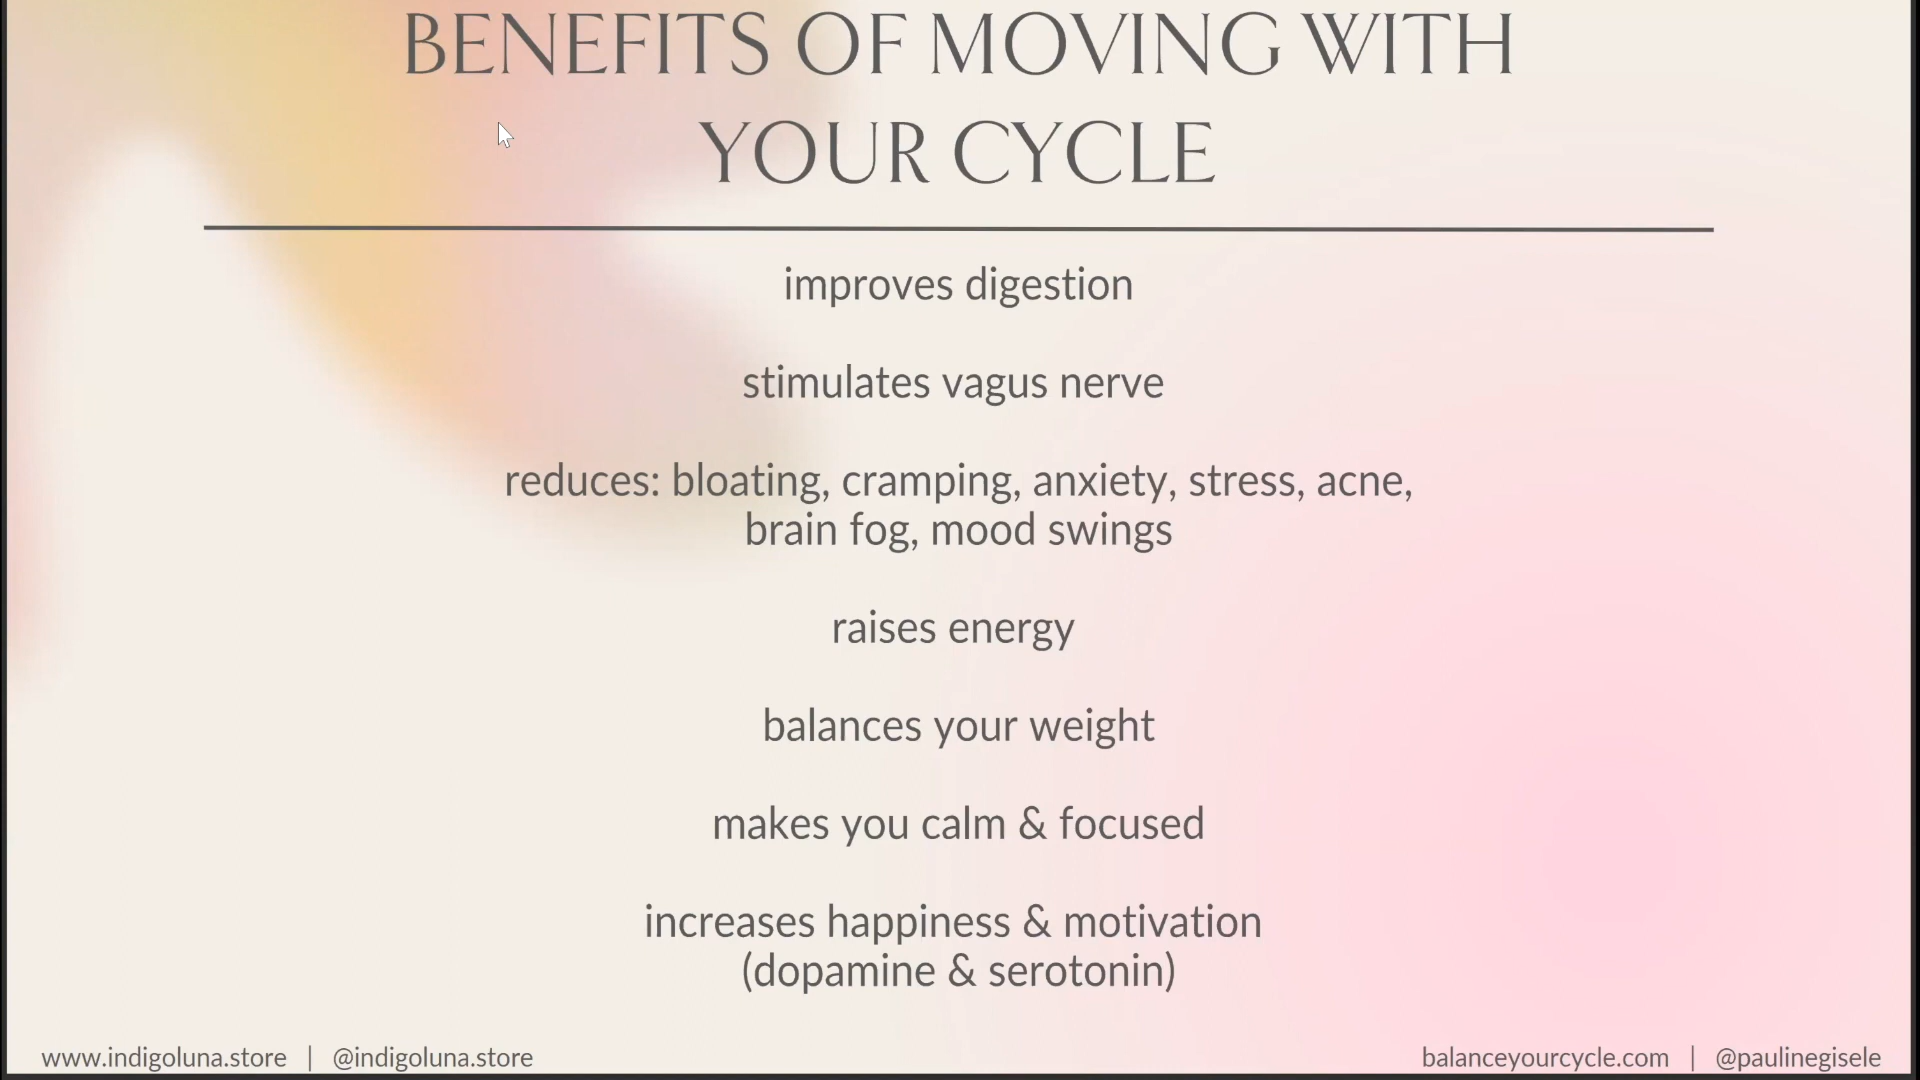 BENEFITS OF MOVING WITH
YOUR CYCLE
improves digestion
stimulates vagus nerve
reduces: bloating, cramping, anxiety, stress, acne,
brain fog, mood swings
raises energy
balances your weight
makes you calm & focused
increases happiness & motivation
(dopamine & serotonin)
www.indigoluna.store | @indigoluna.store
balanceyourcycle.com | @paulinegisele